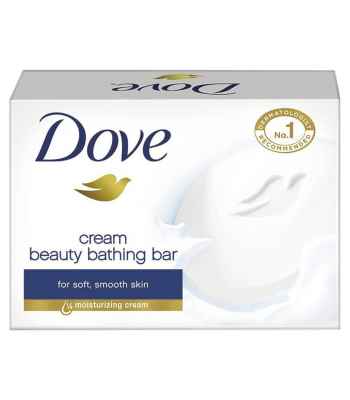 Dove
Dove
DERMATOLOGIST
No.1
RECOMMENDED
cream
beauty bathing bar
for soft, smooth skin
1/4 moisturizing cream